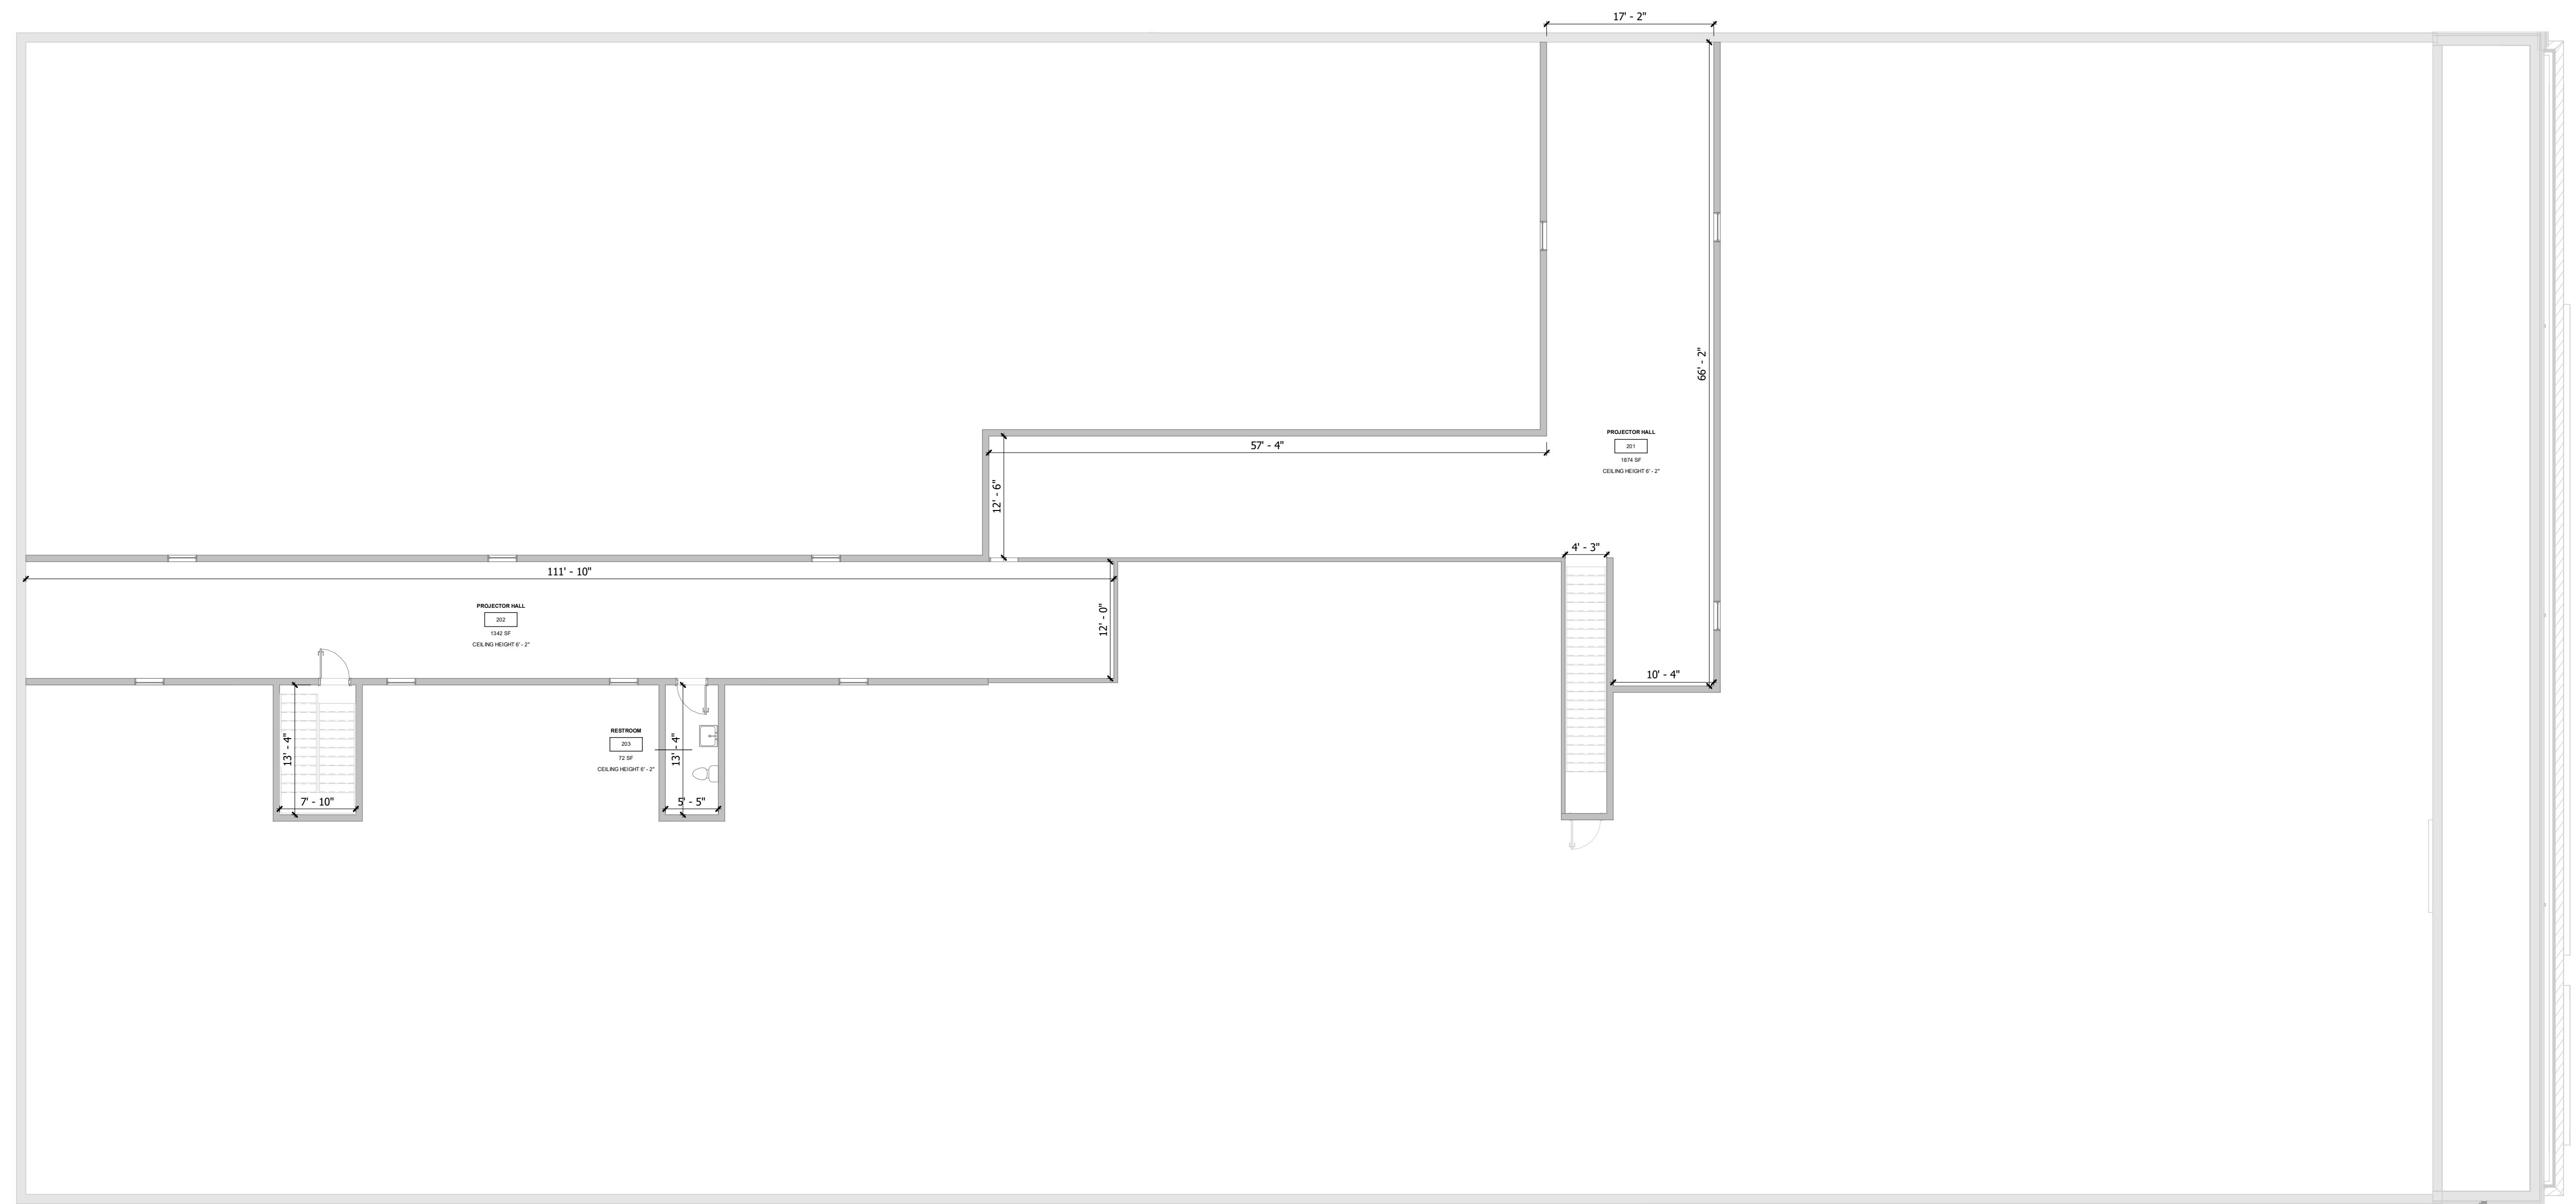 17' - 2"
66' - 2"
PROJECTOR HALL
201
1874 SF
CEILING HEIGHT 6' - 2"
57' - 4"
12' - 6"
4' - 3"
111' - 10"
12' - 0"
PROJECTOR HALL
202
1342 SF
CEILING HEIGHT 6' - 2"
10' - 4"
RESTROOM
203
72 SF
CEILING HEIGHT 6' - 2"
13' - 4"
13' - 4"
7' - 10"
5' - 5"